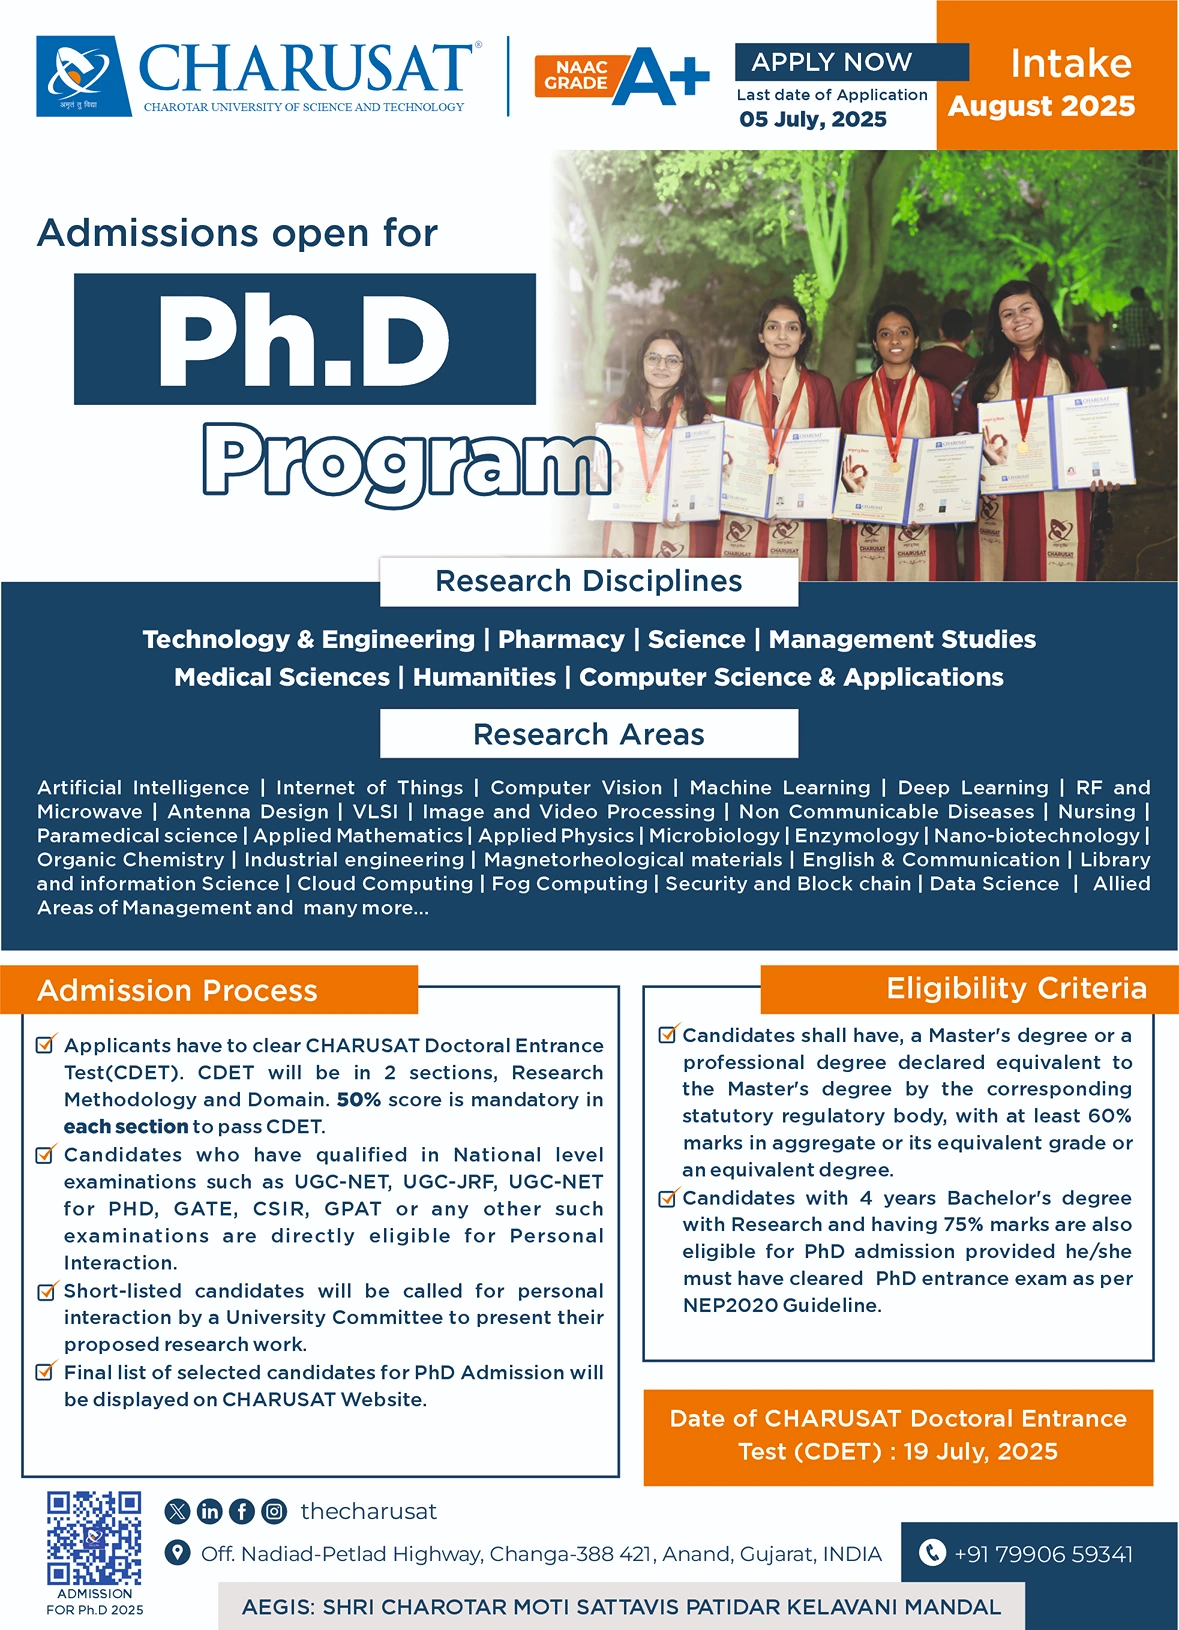 CHARUSAT®
CHAROTAR UNIVERSITY OF SCIENCE AND TECHNOLOGY
अमृतं तु विद्या
NAAC
GRADE
A+
APPLY NOW
Last date of Application
05 July, 2025
Intake
August 2025
Admissions open for
Ph.D
Program
CHARUSAT
CHARUSAT
CHARUSAT
CHARUSAT
Research Disciplines
Technology & Engineering | Pharmacy | Science | Management Studies
Medical Sciences | Humanities | Computer Science & Applications
Research Areas
Artificial Intelligence | Internet of Things | Computer Vision | Machine Learning | Deep Learning | RF and
Microwave | Antenna Design | VLSI | Image and Video Processing | Non Communicable Diseases | Nursing |
Paramedical science | Applied Mathematics | Applied Physics | Microbiology | Enzymology | Nano-biotechnology |
Organic Chemistry | Industrial engineering | Magnetorheological materials | English & Communication | Library
and information Science | Cloud Computing | Fog Computing | Security and Block chain | Data Science | Allied
Areas of Management and many more...
Admission Process
Applicants have to clear CHARUSAT Doctoral Entrance
Test(CDET). CDET will be in 2 sections, Research
Methodology and Domain. 50% score is mandatory in
each section to pass CDET.
Candidates who have qualified in National level
examinations such as UGC-NET, UGC-JRF, UGC-NET
for PHD, GATE, CSIR, GPAT or any other such
examinations are directly eligible for Personal
Interaction.
Short-listed candidates will be called for personal
interaction by a University Committee to present their
proposed research work.
Final list of selected candidates for PhD Admission will
be displayed on CHARUSAT Website.
Eligibility Criteria
Candidates shall have, a Master's degree or a
professional degree declared equivalent to
the Master's degree by the corresponding
statutory regulatory body, with at least 60%
marks in aggregate or its equivalent grade or
an equivalent degree.
Candidates with 4 years Bachelor's degree
with Research and having 75% marks are also
eligible for PhD admission provided he/she
must have cleared PhD entrance exam as per
NEP2020 Guideline.
Date of CHARUSAT Doctoral Entrance
Test (CDET) : 19 July, 2025
ADMISSION
FOR Ph.D 2025
thecharusat
Off. Nadiad-Petlad Highway, Changa-388 421, Anand, Gujarat, INDIA
+91 79906 59341
AEGIS: SHRI CHAROTAR MOTI SATTAVIS PATIDAR KELAVANI MANDAL